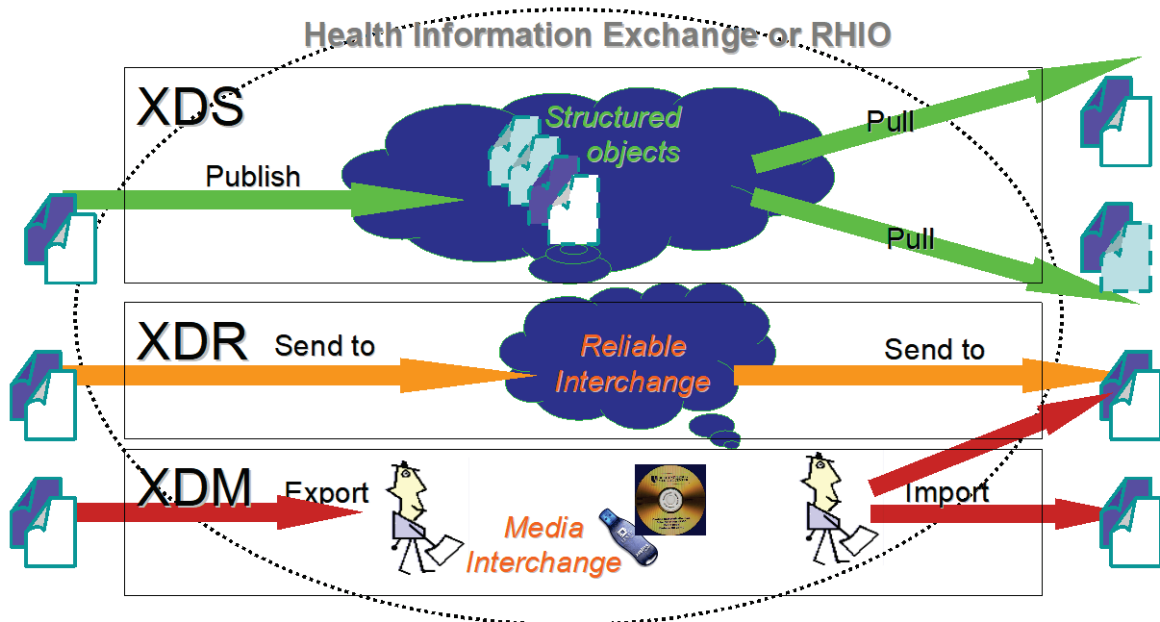 Health Information Exchange or RHIO
XDS
Structured
objects
Publish
Pull
Pull
XDR
Send to
Reliable
Interchange
Send to
XDM
Export
Media
Interchange
Import